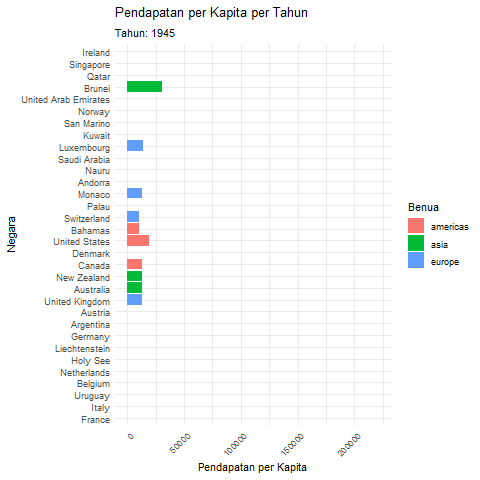 Pendapatan per Kapita per Tahun
Tahun: 1945
Ireland
Singapore
Qatar
Brunei
United Arab Emirates
Norway
San Marino
Kuwait
Luxembourg
Saudi Arabia
Nauru
Andorra
Monaco
Palau
Switzerland
Bahamas
United States
Denmark
Canada
New Zealand
Australia
United Kingdom
Austria
Argentina
Germany
Liechtenstein
Holy See
Netherlands
Belgium
Uruguay
Italy
France
Negara
0
50000
100000
150000
200000
Pendapatan per Kapita
Benua
americas
asia
europe